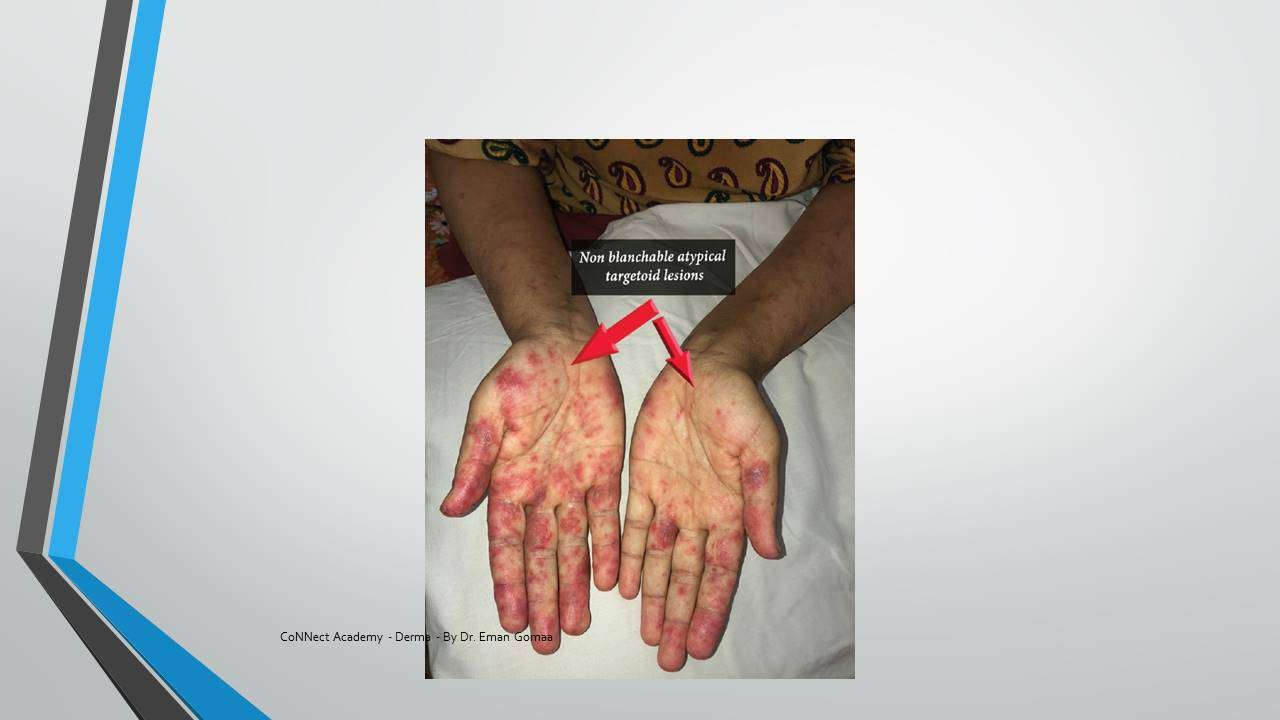 Non blanchable atypical
targetoid lesions
CoNNect Academy - Derma - By Dr. Eman Gomaa